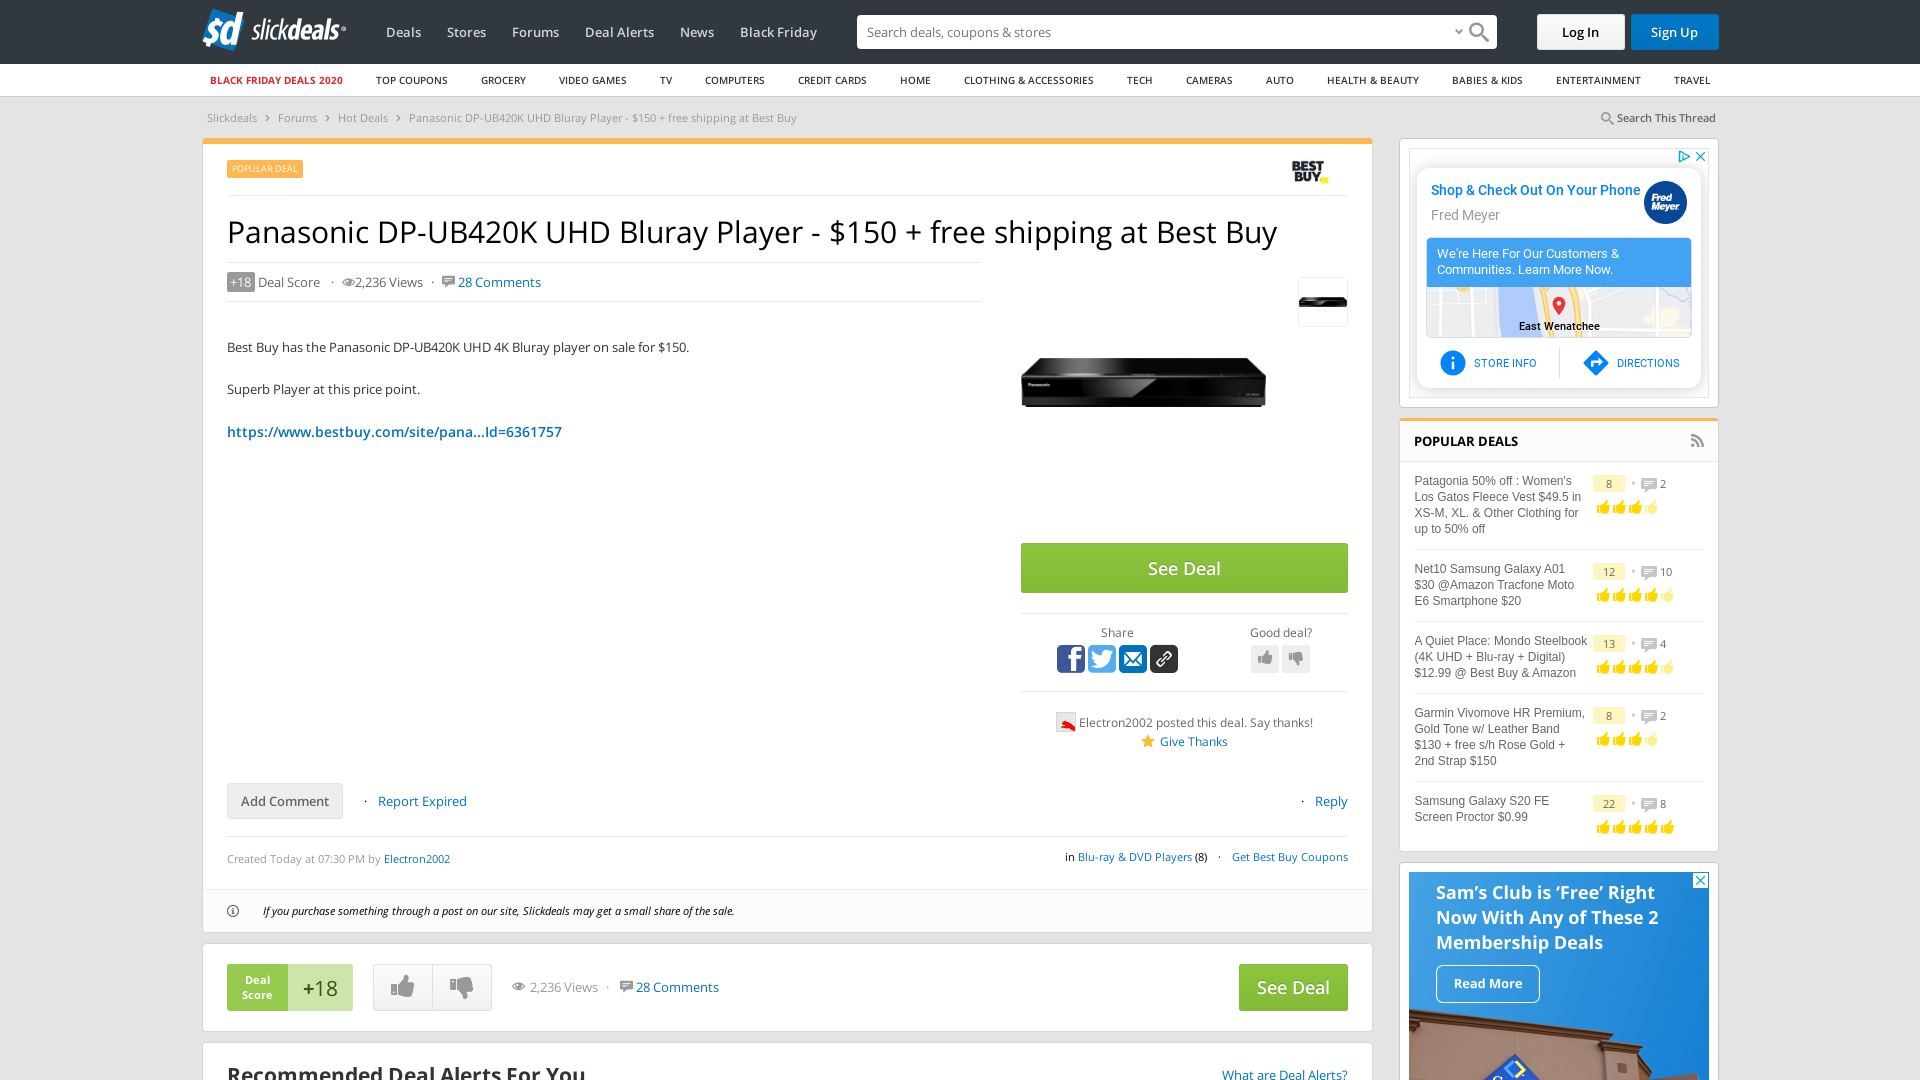 slickdeals
Deals
Stores
Forums
Deal Alerts
News
Black Friday
Search deals, coupons & stores
Log In
Sign Up
BLACK FRIDAY DEALS 2020
TOP COUPONS
GROCERY
VIDEO GAMES
TV
COMPUTERS
CREDIT CARDS
HOME
CLOTHING & ACCESSORIES
TECH
CAMERAS
AUTO
HEALTH & BEAUTY
BABIES & KIDS
ENTERTAINMENT
TRAVEL
Slickdeals › Forums › Hot Deals › Panasonic DP-UB420K UHD Bluray Player - $150 + free shipping at Best Buy
Search This Thread
POPULAR DEAL
BEST BUY
Panasonic DP-UB420K UHD Bluray Player - $150 + free shipping at Best Buy
+18 Deal Score · 2,236 Views · 28 Comments
Best Buy has the Panasonic DP-UB420K UHD 4K Bluray player on sale for $150.
Superb Player at this price point.
https://www.bestbuy.com/site/pana...Id=6361757
Panasonic
See Deal
Share
Good deal?
Electron2002 posted this deal. Say thanks!
Give Thanks
Add Comment · Report Expired
· Reply
Created Today at 07:30 PM by Electron2002
in Blu-ray & DVD Players (8) · Get Best Buy Coupons
If you purchase something through a post on our site, Slickdeals may get a small share of the sale.
Deal Score
+18
2,236 Views · 28 Comments
See Deal
Recommended Deal Alerts For You
What are Deal Alerts?
Shop & Check Out On Your Phone
Fred Meyer
Fred Meyer
We're Here For Our Customers &
Communities. Learn More Now.
East Wenatchee
STORE INFO
DIRECTIONS
POPULAR DEALS
Patagonia 50% off : Women's
Los Gatos Fleece Vest $49.5 in
XS-M, XL. & Other Clothing for
up to 50% off
8 · 2
Net10 Samsung Galaxy A01
$30 @Amazon Tracfone Moto
E6 Smartphone $20
12 · 10
A Quiet Place: Mondo Steelbook
(4K UHD + Blu-ray + Digital)
$12.99 @ Best Buy & Amazon
13 · 4
Garmin Vivomove HR Premium,
Gold Tone w/ Leather Band
$130 + free s/h Rose Gold +
2nd Strap $150
8 · 2
Samsung Galaxy S20 FE
Screen Proctor $0.99
22 · 8
Sam's Club is ‘Free’ Right
Now With Any of These 2
Membership Deals
Read More